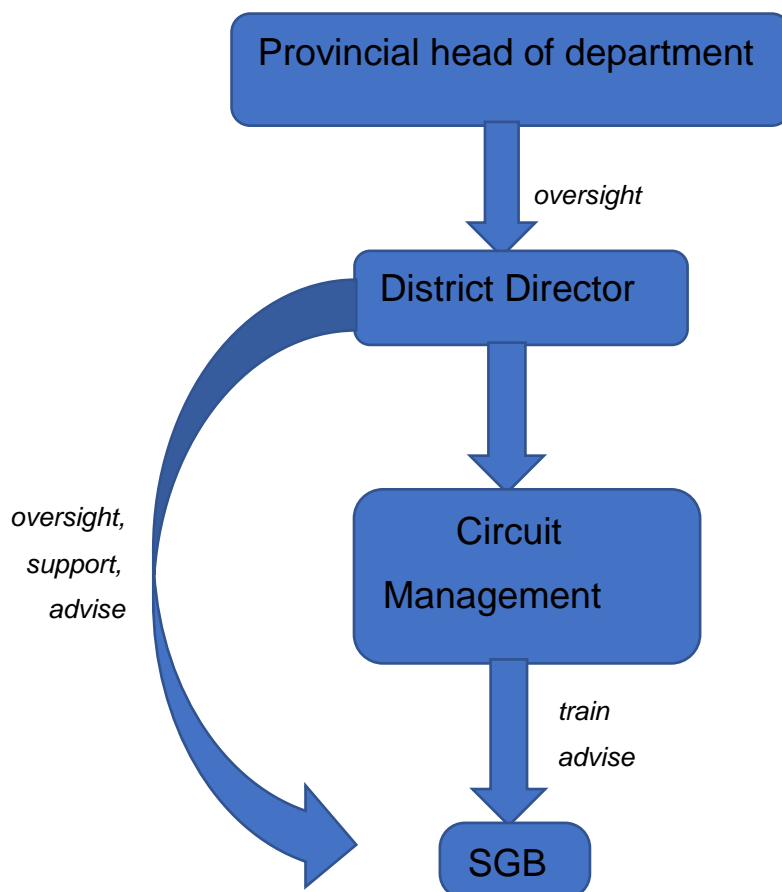 Provincial head of department
oversight
District Director
oversight,
support,
advise
Circuit
Management
train
advise
SGB